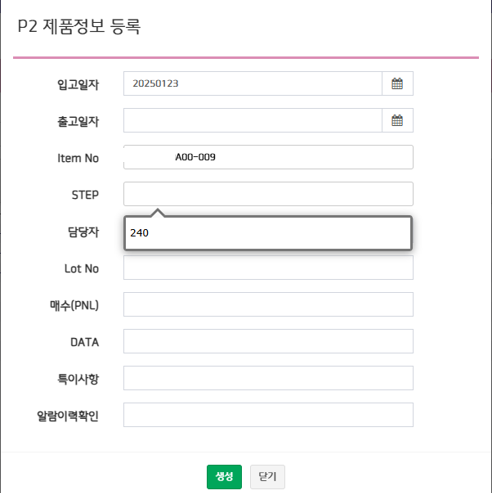 P2 제품정보 등록
입고일자 20250123
출고일자
Item No A00-009
STEP
담당자 240
Lot No
매수(PNL)
DATA
특이사항
알람이력확인
생성 닫기